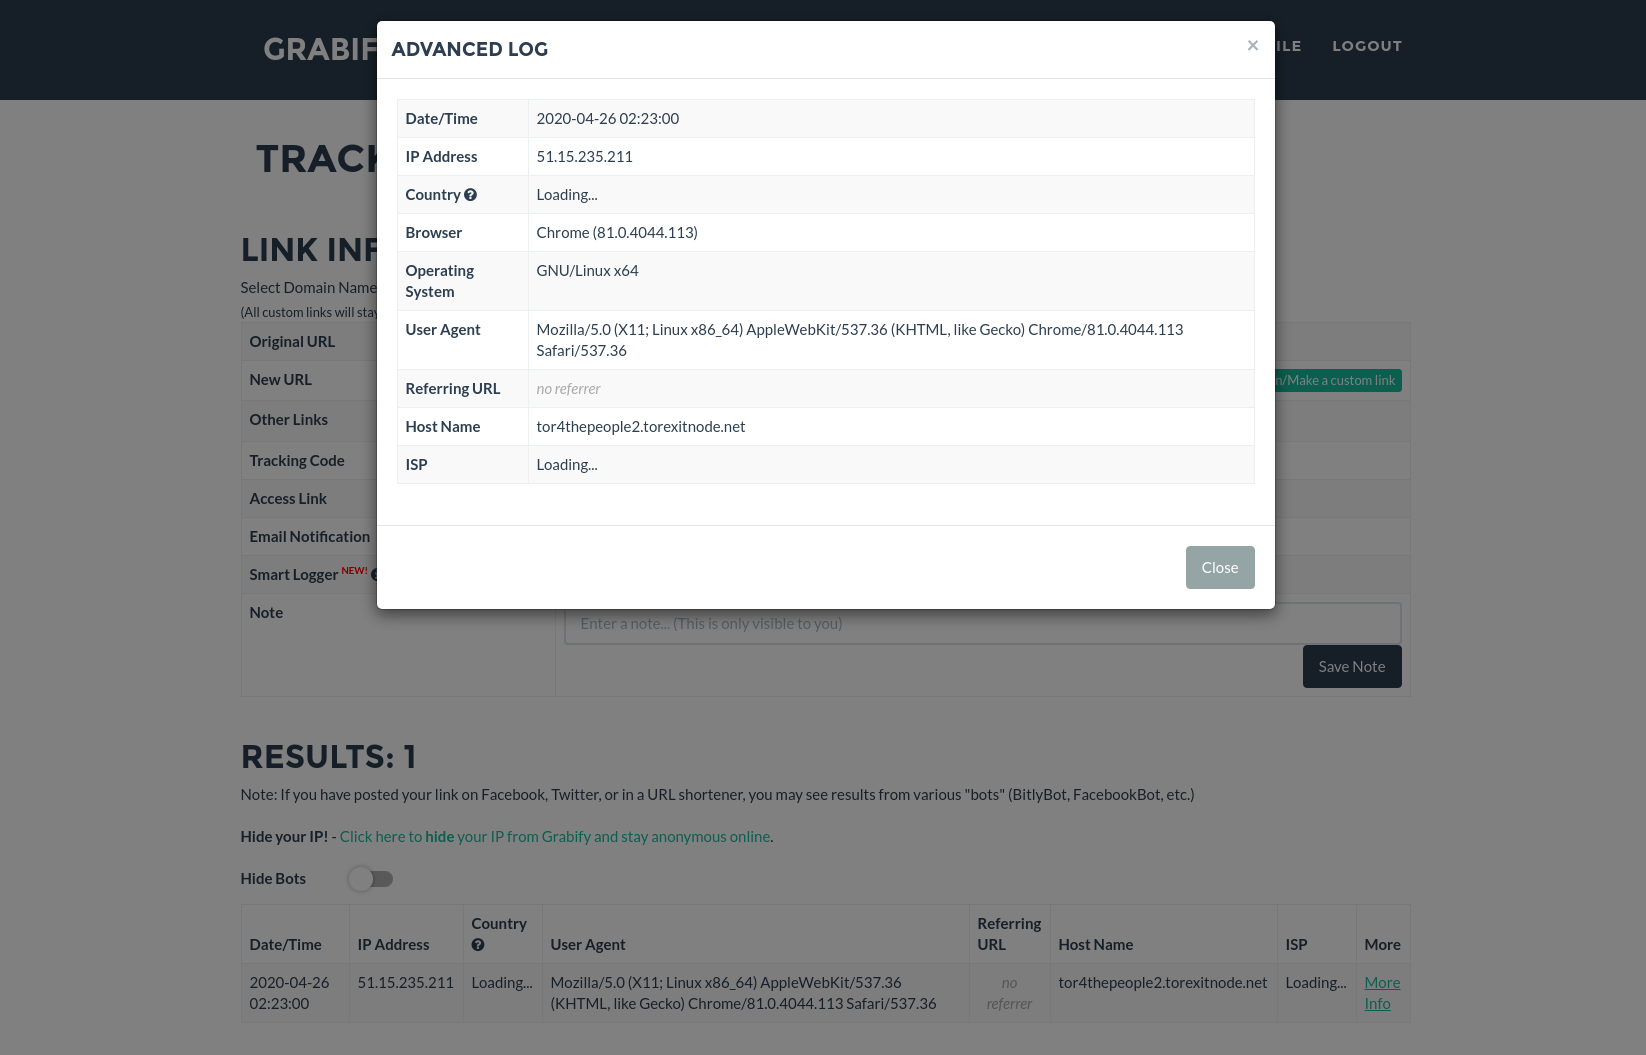 GRABIF
ILE
LOGOUT
ADVANCED LOG
×
Date/Time 2020-04-26 02:23:00
IP Address 51.15.235.211
Country Loading...
Browser Chrome (81.0.4044.113)
Operating System GNU/Linux x64
User Agent Mozilla/5.0 (X11; Linux x86_64) AppleWebKit/537.36 (KHTML, like Gecko) Chrome/81.0.4044.113
Safari/537.36
Referring URL no referrer
Host Name tor4thepeople2.torexitnode.net
ISP Loading...
Close
TRACK
LINK INF
Select Domain Name
(All custom links will stay
Original URL
New URL n/Make a custom link
Other Links
Tracking Code
Access Link
Email Notification
Smart Logger NEW!
Note Enter a note... (This is only visible to you)
Save Note
RESULTS: 1
Note: If you have posted your link on Facebook, Twitter, or in a URL shortener, you may see results from various "bots" (BitlyBot, FacebookBot, etc.)
Hide your IP! - Click here to hide your IP from Grabify and stay anonymous online.
Hide Bots
Date/Time IP Address Country User Agent Referring URL Host Name ISP More
2020-04-26 02:23:00 51.15.235.211 Loading... Mozilla/5.0 (X11; Linux x86_64) AppleWebKit/537.36 (KHTML, like Gecko) Chrome/81.0.4044.113 Safari/537.36 no referrer tor4thepeople2.torexitnode.net Loading... More Info